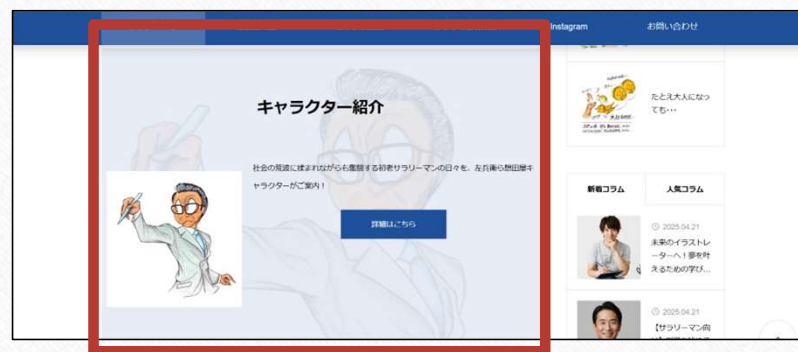 Instagram
お問い合わせ
キャラクター紹介
社会の荒波に揉まれながらも奮闘する初老サラリーマンの日々を、左兵衛ら想田屋キ
ャラクターがご案内！
詳細はこちら
たとえ大人になっ
ても…
新着コラム
人気コラム
2025.04.21
未来のイラストレ
ーターへ！夢を叶
えるための学び...
2025.04.21
【サラリーマン向